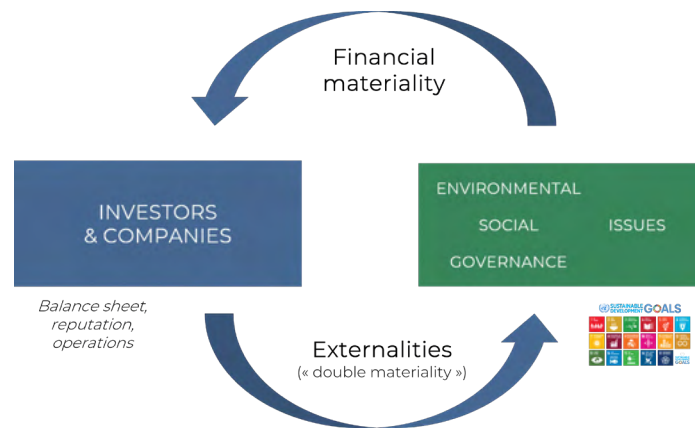 Financial
materiality
INVESTORS
& COMPANIES
ENVIRONMENTAL
SOCIAL ISSUES
GOVERNANCE
Balance sheet,
reputation,
operations
SUSTAINABLE
DEVELOPMENT GOALS
Externalities
(« double materiality »)